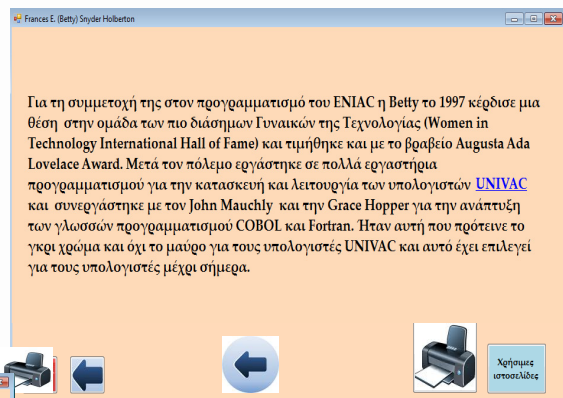 Frances E. (Betty) Snyder Holberton
Για τη συμμετοχή της στον προγραμματισμό του ENIAC η Betty το 1997 κέρδισε μια
θέση στην ομάδα των πιο διάσημων Γυναικών της Τεχνολογίας (Women in
Technology International Hall of Fame) και τιμήθηκε και με το βραβείο Augusta Ada
Lovelace Award. Μετά τον πόλεμο εργάστηκε σε πολλά εργαστήρια
προγραμματισμού για την κατασκευή και λειτουργία των υπολογιστών UNIVAC
και συνεργάστηκε με τον John Mauchly και την Grace Hopper για την ανάπτυξη
των γλωσσών προγραμματισμού COBOL και Fortran. Ήταν αυτή που πρότεινε το
γκρι χρώμα και όχι το μαύρο για τους υπολογιστές UNIVAC και αυτό έχει επιλεγεί
για τους υπολογιστές μέχρι σήμερα.
Χρήσιμες
ιστοσελίδες